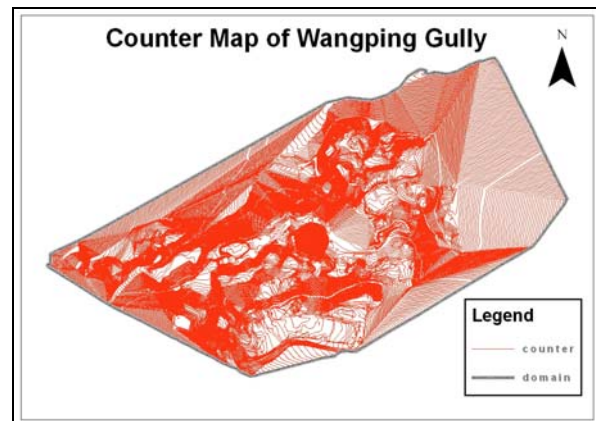 Counter Map of Wangping Gully
N
Legend
counter
domain